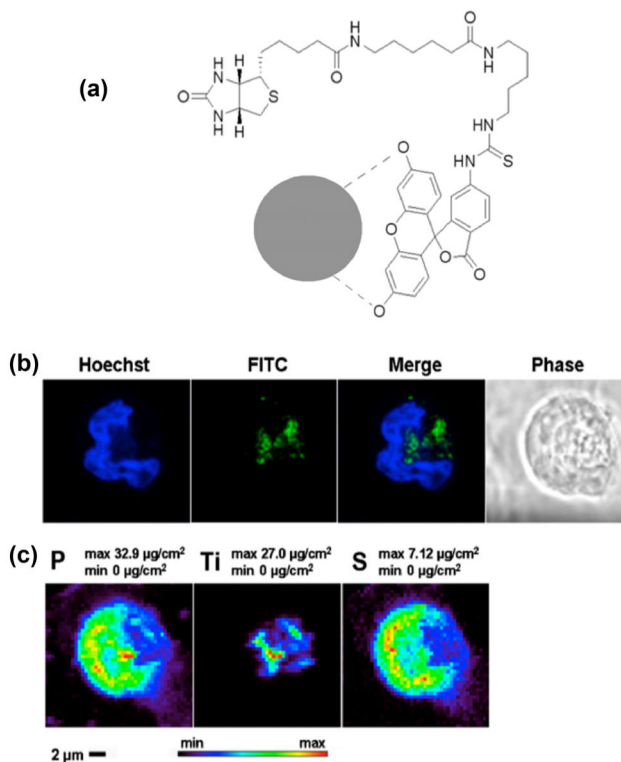 (a)
H
N
O
N
H
H
H
S
H
N
O
O
H
N
NH
HN
S
O
O
O
O
O
(b)
Hoechst FITC Merge Phase
(c)
P max 32.9 µg/cm² min 0 µg/cm² Ti max 27.0 µg/cm² min 0 µg/cm² S max 7.12 µg/cm² min 0 µg/cm²
2 µm min max